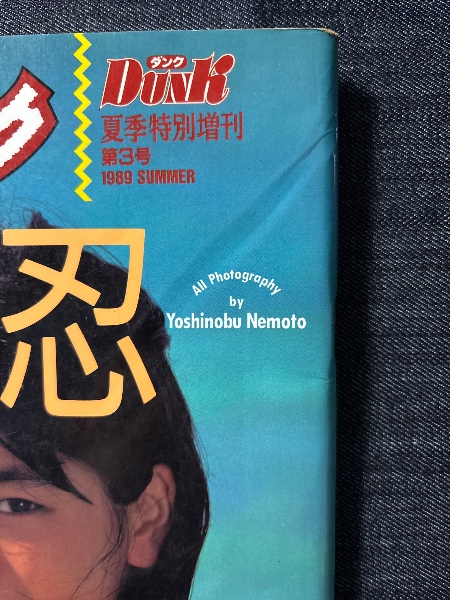 ダンク
DUNK
夏季特別増刊
第3号
1989 SUMMER
ク
忍
All Photography
by
Yoshinobu Nemoto